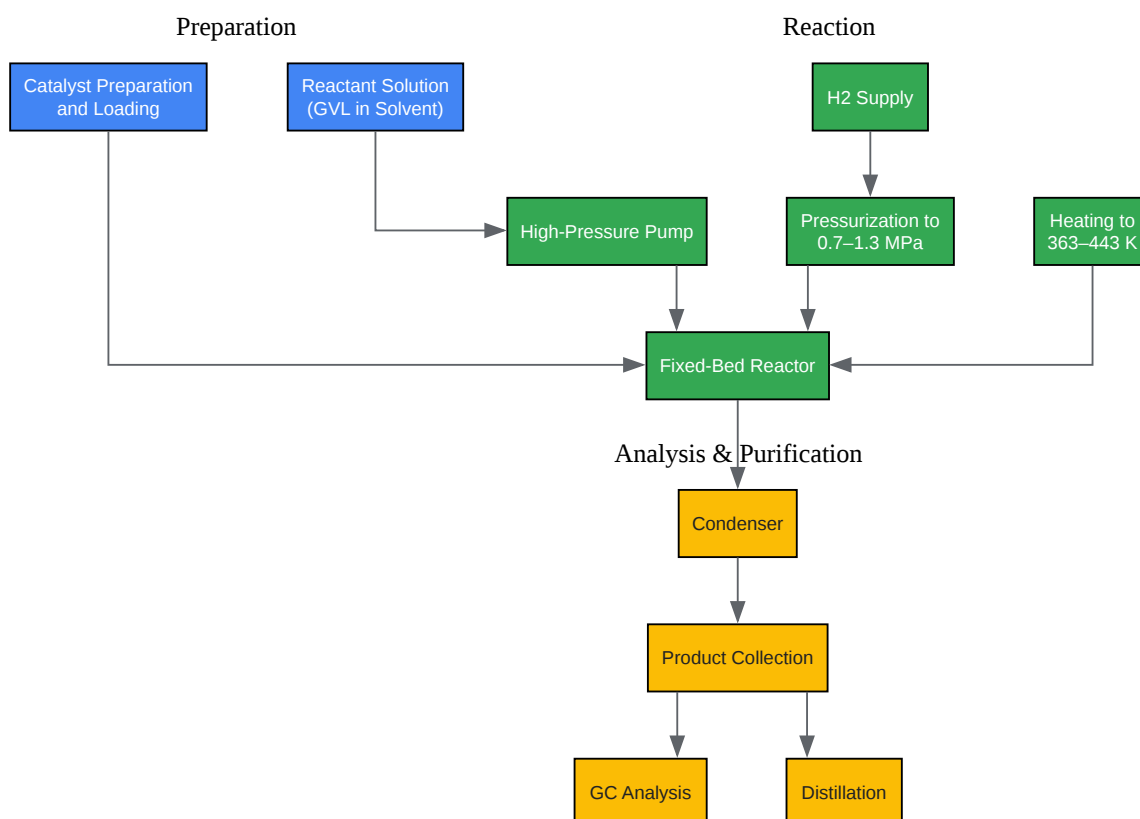 Preparation
Reaction
Catalyst Preparation
and Loading
Reactant Solution
(GVL in Solvent)
H2 Supply
High-Pressure Pump
Pressurization to
0.7–1.3 MPa
Heating to
363–443 K
Fixed-Bed Reactor
Analysis & Purification
Condenser
Product Collection
GC Analysis
Distillation